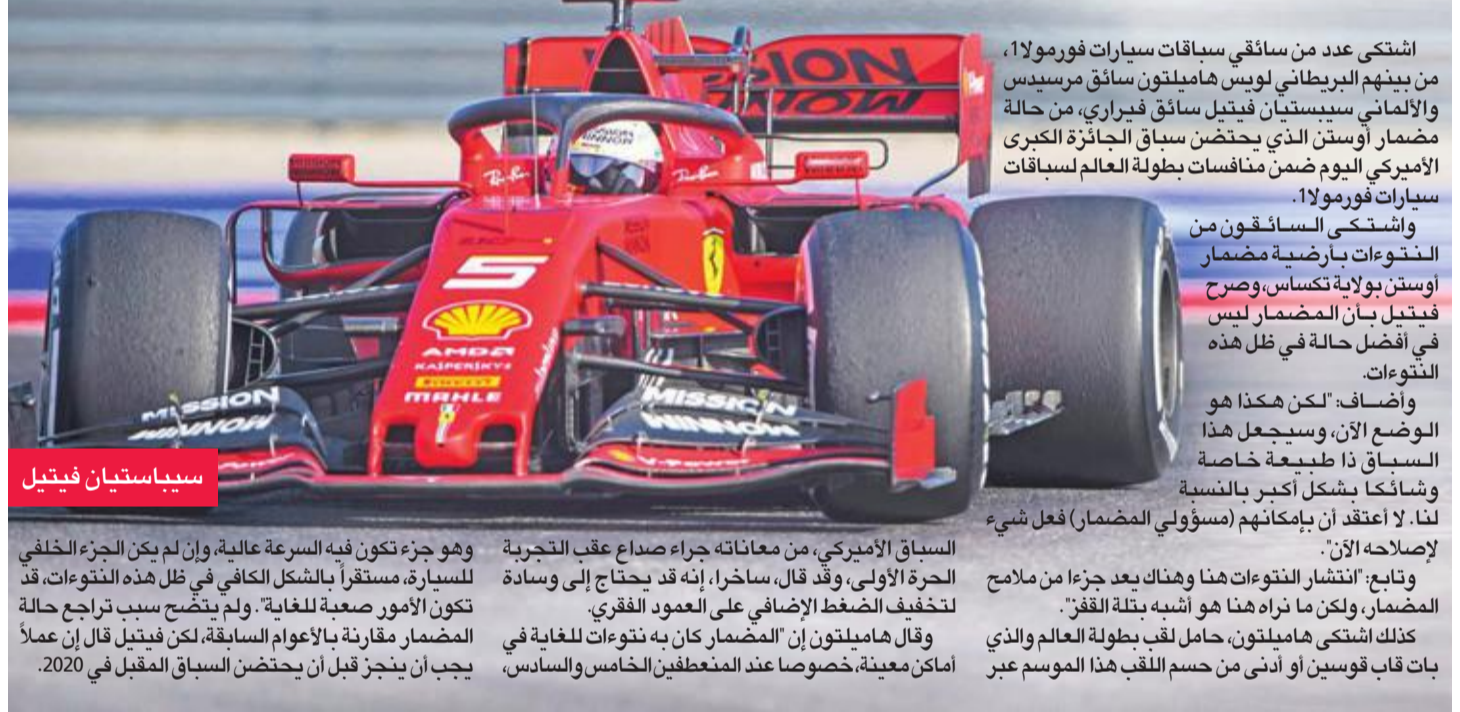 اشتكى عدد من سائقي سباقات سيارات فورمولا1،
من بينهم البريطاني لويس هاميلتون سائق مرسيدس
والألماني سيبستيان فيتيل سائق فيراري، من حالة
مضمار أوستن الذي يحتضن سباق الجائزة الكبرى
الأميركي اليوم ضمن منافسات بطولة العالم لسباقات
سيارات فورمولا1.
واشتكى السائقون من
النتوءات بأرضية مضمار
أوستن بولاية تكساس،وصرح
فيتيل بأن المضمار ليس
في أفضل حالة في ظل هذه
النتوءات.
وأضاف: "لكن هكذا هو
الوضع الآن، وسيجعل هذا
السباق ذا طبيعة خاصة
وشائكا بشكل أكبر بالنسبة
لنا. لا أعتقد أن بإمكانهم (مسؤولي المضمار) فعل شيء
لإصلاحه الآن".
وتابع: "انتشار النتوءات هنا وهناك يعد جزءا من ملامح
المضمار، ولكن ما نراه هنا هو أشبه بتلة القفز".
كذلك اشتكى هاميلتون، حامل لقب بطولة العالم والذي
بات قاب قوسين أو أدنى من حسم اللقب هذا الموسم عبر
السباق الأميركي، من معاناته جراء صداع عقب التجربة
الحرة الأولى، وقد قال، ساخرا، إنه قد يحتاج إلى وسادة
لتخفيف الضغط الإضافي على العمود الفقري.
وقال هاميلتون إن "المضمار كان به نتوءات للغاية في
أماكن معينة،خصوصا عند المنعطفين الخامس والسادس،
وهو جزء تكون فيه السرعة عالية، وإن لم يكن الجزء الخلفي
للسيارة، مستقراً بالشكل الكافي في ظل هذه النتوءات، قد
تكون الأمور صعبة للغاية". ولم يتضح سبب تراجع حالة
المضمار مقارنة بالأعوام السابقة، لكن فيتيل قال إن عملاً
يجب أن ينجز قبل أن يحتضن السباق المقبل في 2020.
سيباستيان فيتيل
MISSION
WINNOW
Ray-Ban
Ray-Ban
5
AMD
KASPERSKY
PIRELLI
MAHLE
MISSION
WINNOW
MISSION
WINNOW